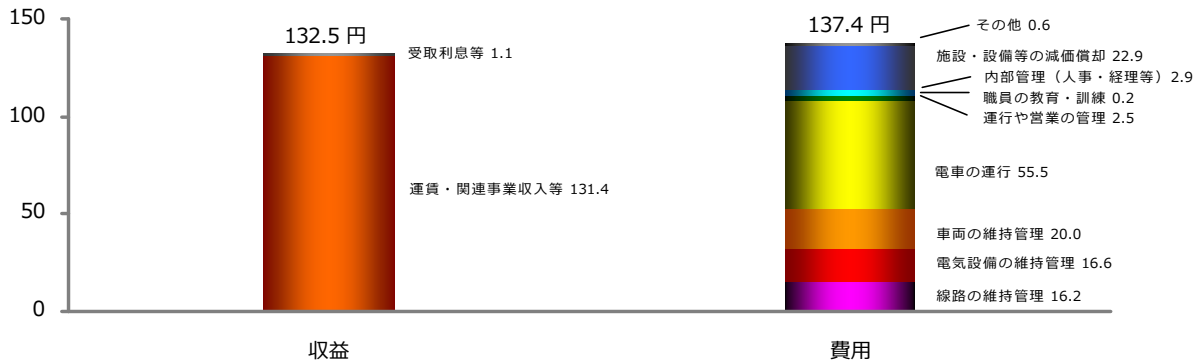 150
100
50
0
132.5 円
受取利息等 1.1
運賃・関連事業収入等 131.4
収益
137.4 円
その他 0.6
施設・設備等の減価償却 22.9
内部管理（人事・経理等）2.9
職員の教育・訓練 0.2
運行や営業の管理 2.5
電車の運行 55.5
車両の維持管理 20.0
電気設備の維持管理 16.6
線路の維持管理 16.2
費用